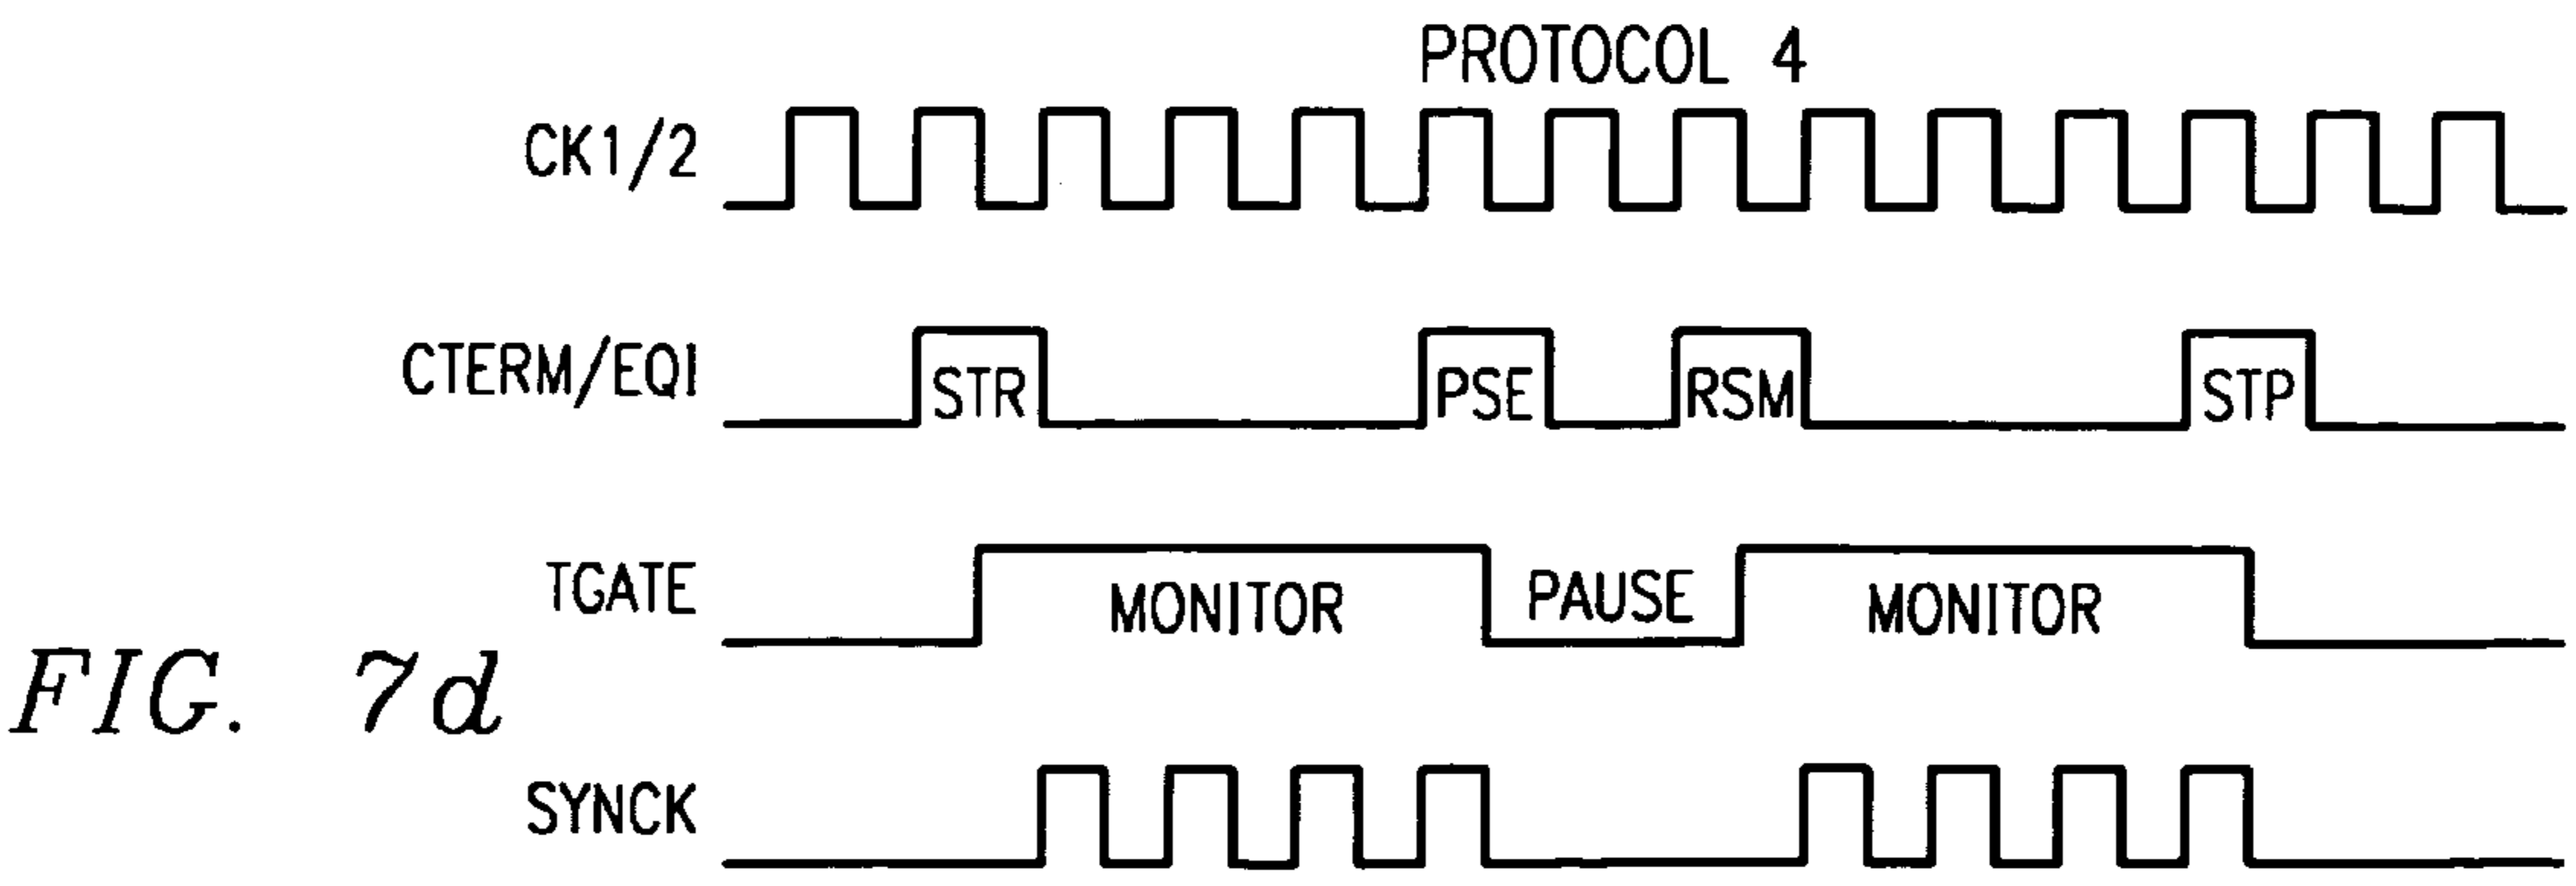 PROTOCOL 4
CK1/2
CTERM/EQI
STR
PSE
RSM
STP
TGATE
MONITOR
PAUSE
MONITOR
FIG. 7d
SYNCK